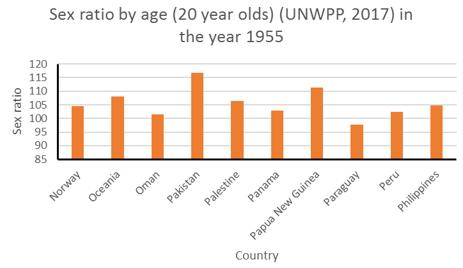 Sex ratio by age (20 year olds) (UNWPP, 2017) in
the year 1955
120
115
110
105
100
95
90
85
Sex ratio
Norway
Oceania
Oman
Pakistan
Palestine
Panama
Papua New Guinea
Paraguay
Peru
Philippines
Country